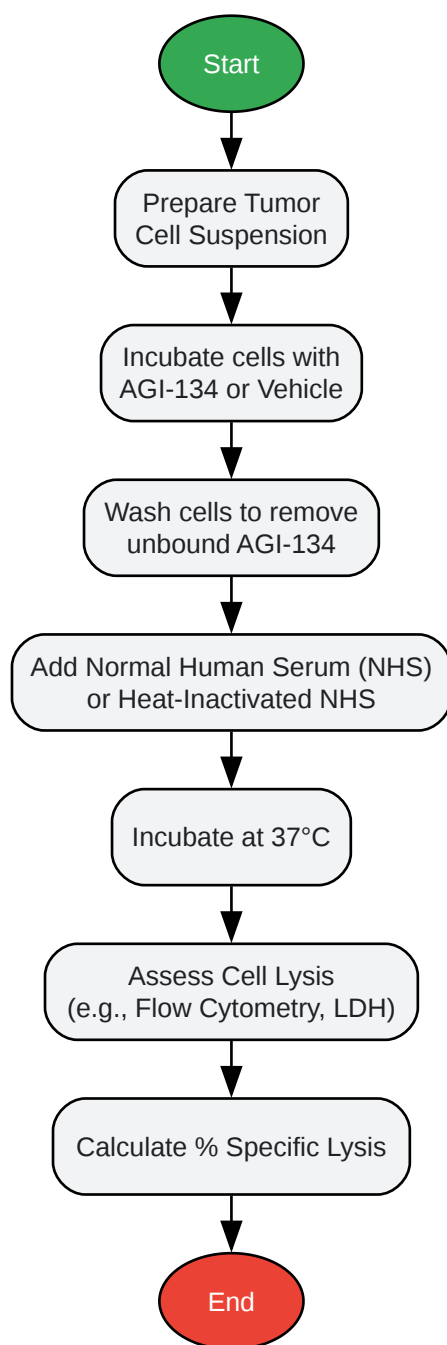 Start
Prepare Tumor
Cell Suspension
Incubate cells with
AGI-134 or Vehicle
Wash cells to remove
unbound AGI-134
Add Normal Human Serum (NHS)
or Heat-Inactivated NHS
Incubate at 37°C
Assess Cell Lysis
(e.g., Flow Cytometry, LDH)
Calculate % Specific Lysis
End